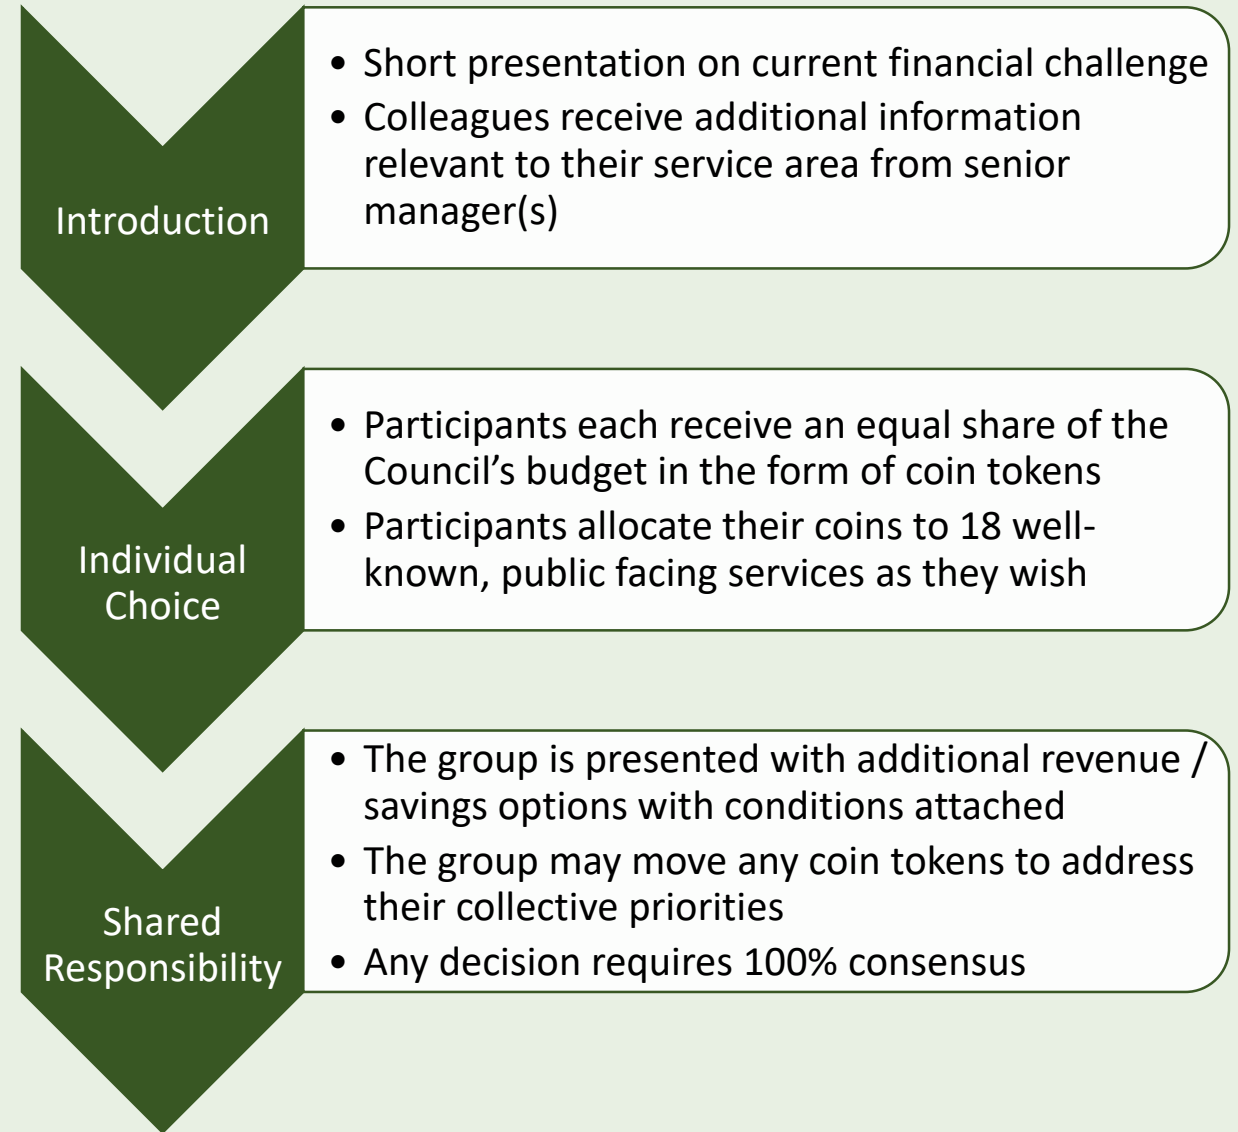 Introduction
• Short presentation on current financial challenge
• Colleagues receive additional information
relevant to their service area from senior
manager(s)
Individual
Choice
• Participants each receive an equal share of the
Council’s budget in the form of coin tokens
• Participants allocate their coins to 18 well-
known, public facing services as they wish
Shared
Responsibility
• The group is presented with additional revenue /
savings options with conditions attached
• The group may move any coin tokens to address
their collective priorities
• Any decision requires 100% consensus